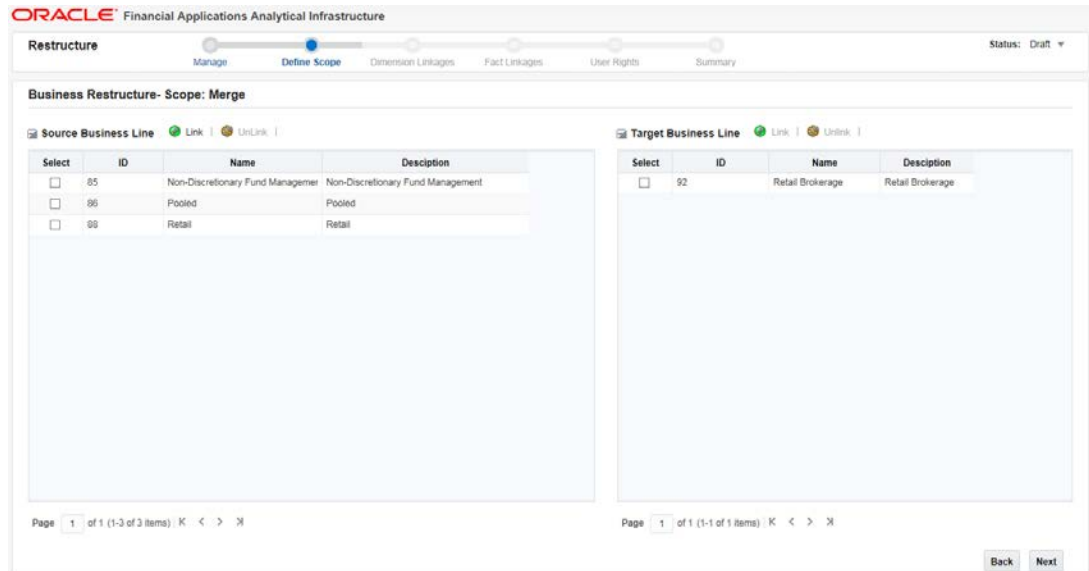 ORACLE® Financial Applications Analytical Infrastructure
Restructure
Manage Define Scope Dimension Linkages Fact Linkages User Rights Summary
Status: Draft
Business Restructure- Scope: Merge
Source Business Line Link | UnLink |
Select ID Name Desciption
85 Non-Discretionary Fund Managemer Non-Discretionary Fund Management
86 Pooled Pooled
88 Retail Retail
Page 1 of 1 (1-3 of 3 items)
Target Business Line Link | Unlink |
Select ID Name Desciption
92 Retail Brokerage Retail Brokerage
Page 1 of 1 (1-1 of 1 items)
Back Next